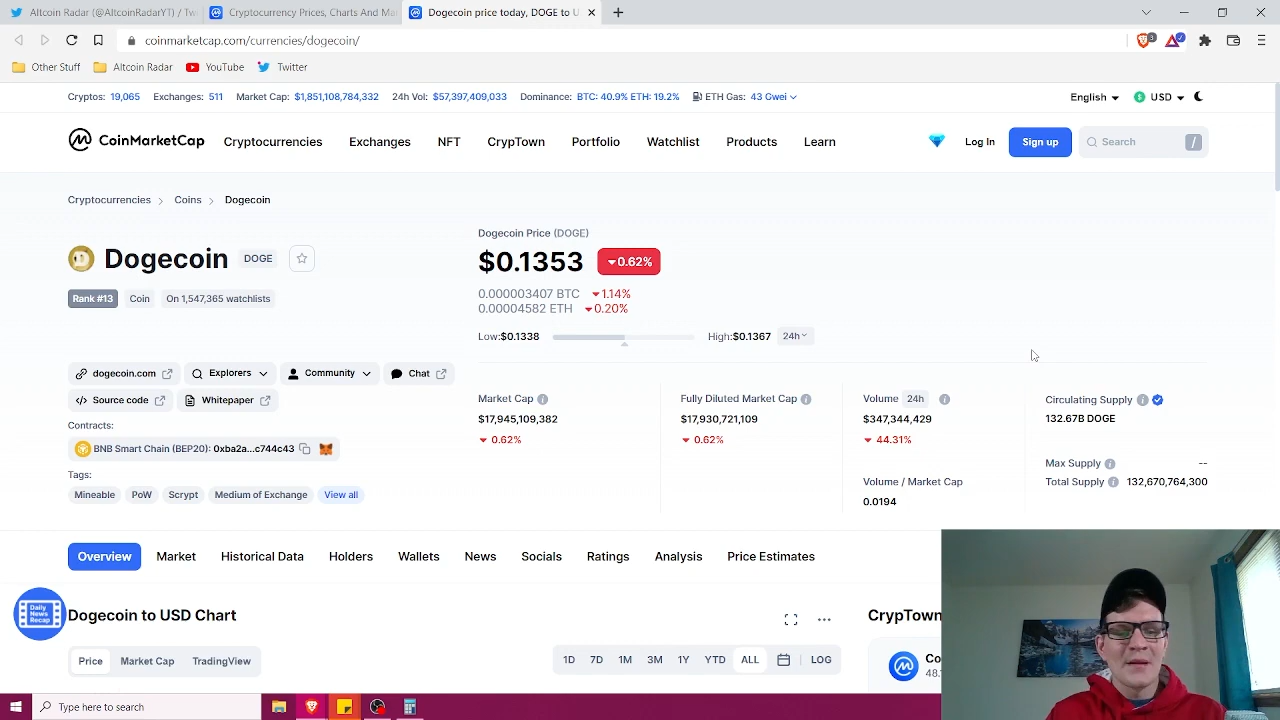 Altcoin Radar (@AltcoinRadarYT) / Twi
Cryptocurrency Prices, Charts And Ma
Dogecoin price today, DOGE to U
coinmarketcap.com/currencies/dogecoin/
3
Other Stuff
Altcoin Radar
YouTube
Twitter
Cryptos: 19,065
Exchanges: 511
Market Cap: $1,851,108,784,332
24h Vol: $57,397,409,033
Dominance: BTC: 40.9% ETH: 19.2%
ETH Gas: 43 Gwei
English
USD
CoinMarketCap
Cryptocurrencies
Exchanges
NFT
CrypTown
Portfolio
Watchlist
Products
Learn
Log In
Sign up
Search
/
Cryptocurrencies
Coins
Dogecoin
Dogecoin
DOGE
Rank #13
Coin
On 1,547,365 watchlists
Dogecoin Price (DOGE)
$0.1353
0.62%
0.000003407 BTC
1.14%
0.00004582 ETH
0.20%
Low:$0.1338
High:$0.1367
24h
dogecoin.com
Explorers
Community
Chat
Source code
Whitepaper
Contracts:
BNB Smart Chain (BEP20): 0xba2a...c744c43
Tags:
Mineable
PoW
Scrypt
Medium of Exchange
View all
Market Cap
$17,945,109,382
0.62%
Fully Diluted Market Cap
$17,930,721,109
0.62%
Volume 24h
$347,344,429
44.31%
Volume / Market Cap
0.0194
Circulating Supply
132.67B DOGE
Max Supply
--
Total Supply
132,670,764,300
Overview
Market
Historical Data
Holders
Wallets
News
Socials
Ratings
Analysis
Price Estimates
Daily
News
Recap
Dogecoin to USD Chart
Price
Market Cap
TradingView
1D
7D
1M
3M
1Y
YTD
ALL
LOG
CrypTown
Co
48.
Type here to search